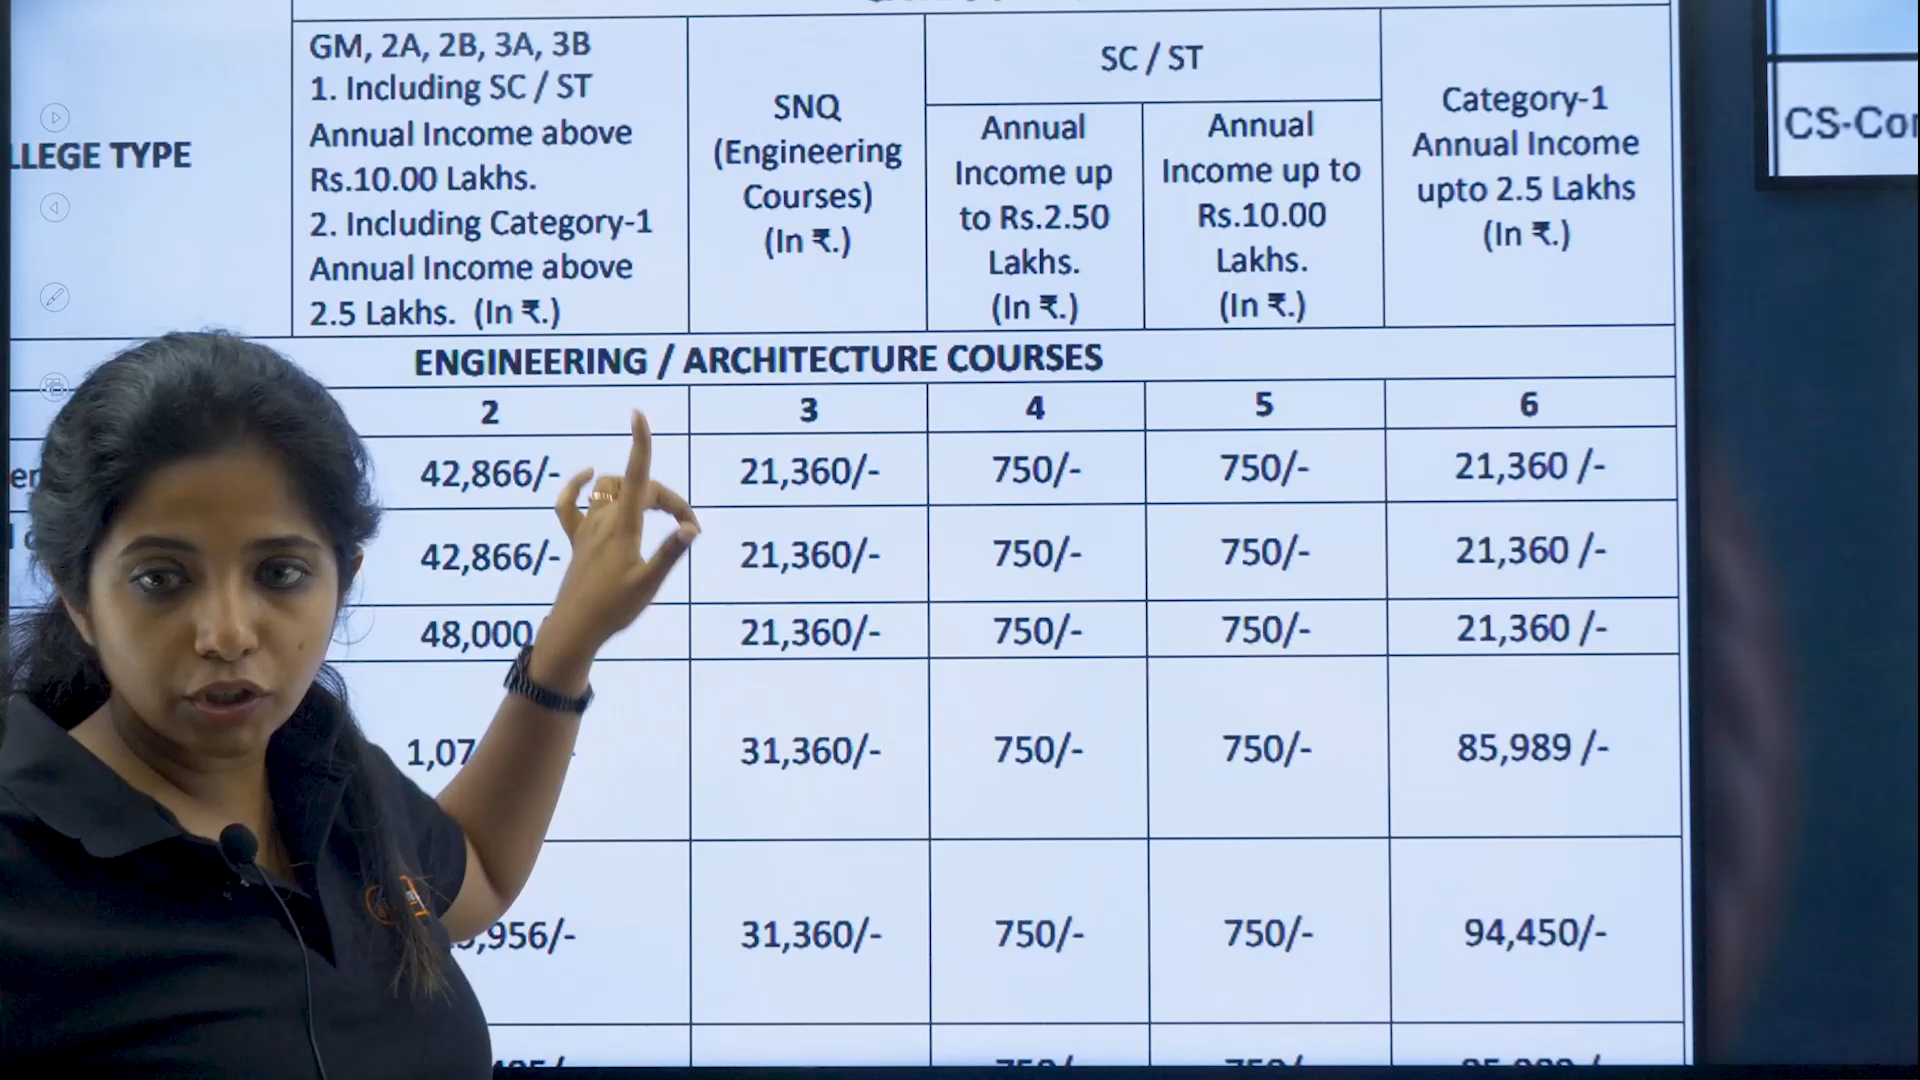 GM, 2A, 2B, 3A, 3B
1. Including SC / ST
Annual Income above
Rs.10.00 Lakhs.
2. Including Category-1
Annual Income above
2.5 Lakhs. (In ₹.)
SNQ
(Engineering
Courses)
(In ₹.)
SC / ST
Annual
Income up
to Rs.2.50
Lakhs.
(In ₹.)
Annual
Income up to
Rs.10.00
Lakhs.
(In ₹.)
Category-1
Annual Income
upto 2.5 Lakhs
(In ₹.)
TYPE
ENGINEERING / ARCHITECTURE COURSES
2 3 4 5 6
42,866/- 21,360/- 750/- 750/- 21,360 /-
42,866/- 21,360/- 750/- 750/- 21,360 /-
48,000 21,360/- 750/- 750/- 21,360 /-
31,360/- 750/- 750/- 85,989 /-
31,360/- 750/- 750/- 94,450/-